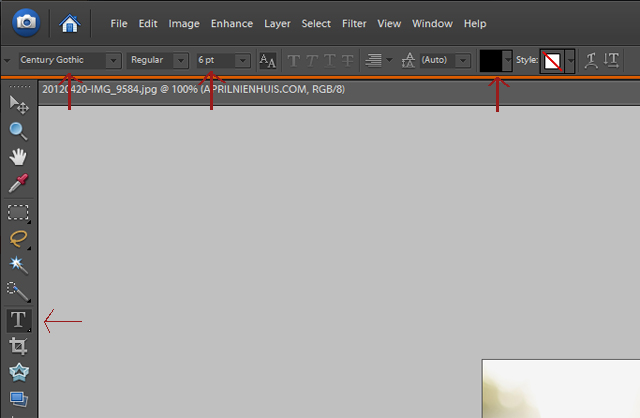 File Edit Image Enhance Layer Select Filter View Window Help
Century Gothic Regular 6 pt AA T T T T (Auto) Style: T T
20120420-IMG_9584.jpg @ 100% (APRILNIENHUIS.COM, RGB/8)
T